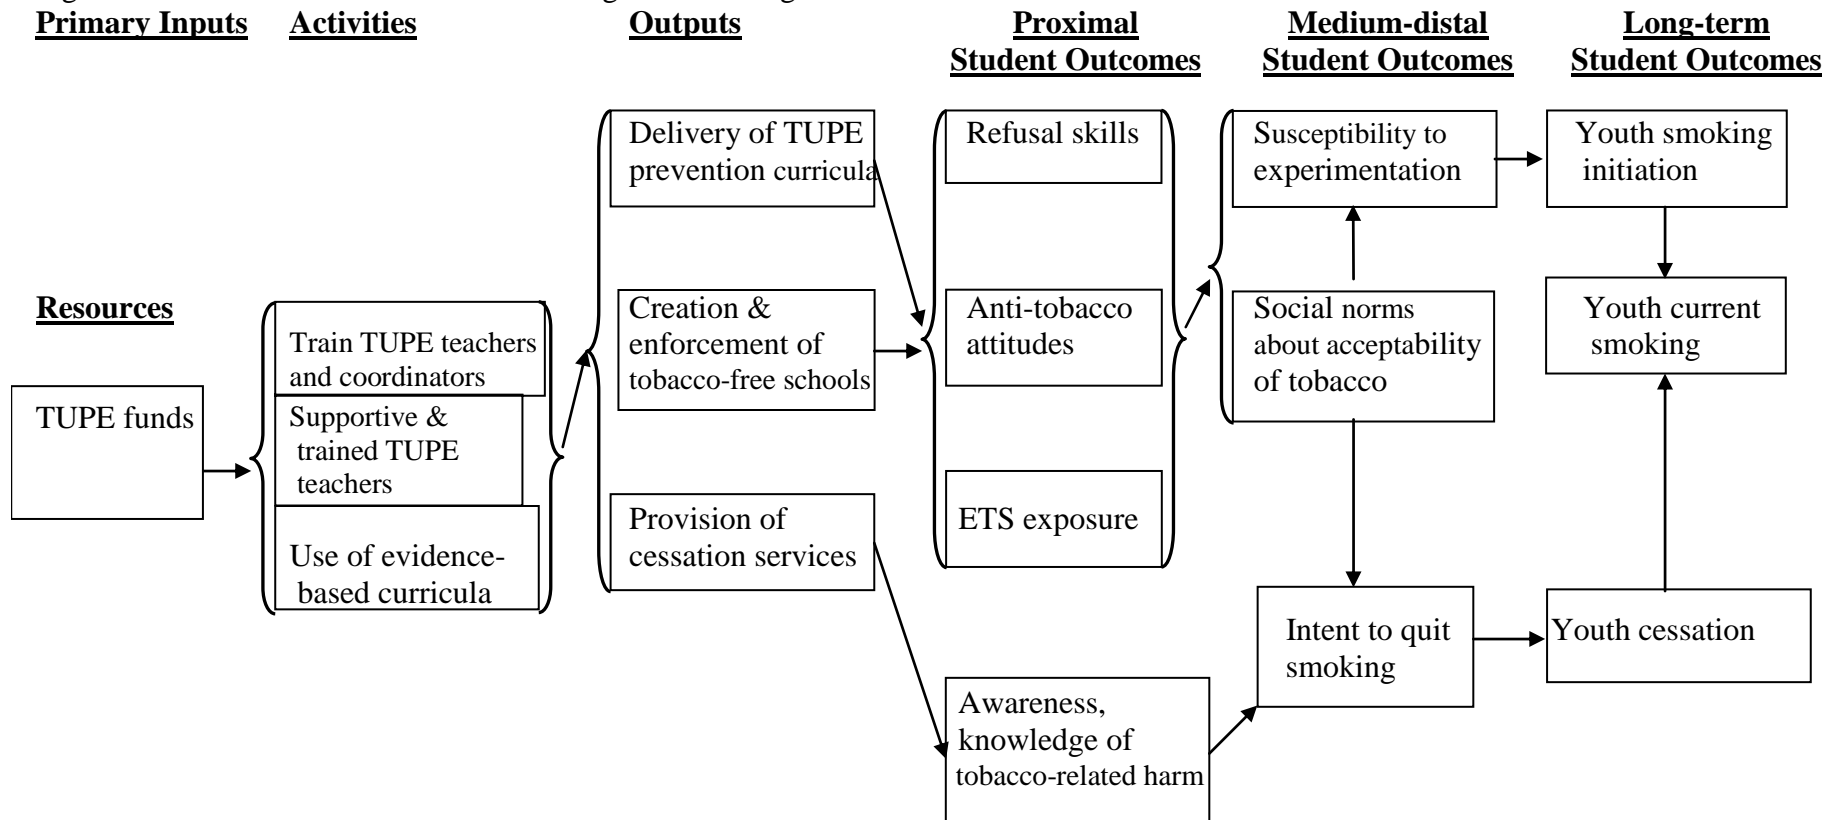 Primary Inputs
Activities
Outputs
Proximal
Student Outcomes
Medium-distal
Student Outcomes
Long-term
Student Outcomes
Resources
TUPE funds
Train TUPE teachers
and coordinators
Supportive &
trained TUPE
teachers
Use of evidence-
based curricula
Delivery of TUPE
prevention curricula
Creation &
enforcement of
tobacco-free schools
Provision of
cessation services
Refusal skills
Anti-tobacco
attitudes
ETS exposure
Awareness,
knowledge of
tobacco-related harm
Susceptibility to
experimentation
Social norms
about acceptability
of tobacco
Intent to quit
smoking
Youth smoking
initiation
Youth current
smoking
Youth cessation